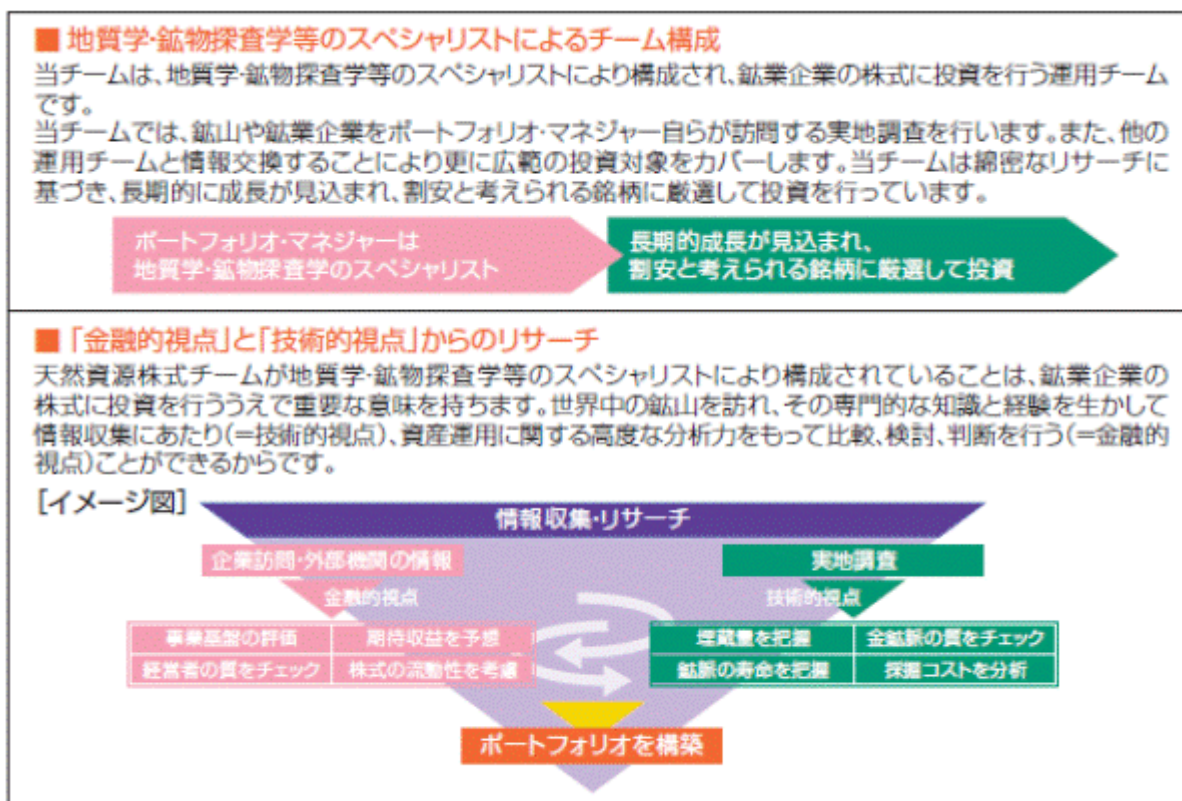 ■ 地質学・鉱物探査学等のスペシャリストによるチーム構成
当チームは、地質学・鉱物探査学等のスペシャリストにより構成され、鉱業企業の株式に投資を行う運用チーム
です。
当チームでは、鉱山や鉱業企業をポートフォリオ・マネジャー自らが訪問する実地調査を行います。また、他の
運用チームと情報交換することにより更に広範の投資対象をカバーします。当チームは綿密なリサーチに
基づき、長期的に成長が見込まれ、割安と考えられる銘柄に厳選して投資を行っています。
ポートフォリオ・マネジャーは
地質学・鉱物探査学のスペシャリスト
長期的成長が見込まれ、
割安と考えられる銘柄に厳選して投資
■ 「金融的視点」と「技術的視点」からのリサーチ
天然資源株式チームが地質学・鉱物探査学等のスペシャリストにより構成されていることは、鉱業企業の
株式に投資を行ううえで重要な意味を持ちます。世界中の鉱山を訪れ、その専門的な知識と経験を生かして
情報収集にあたり(=技術的視点)、資産運用に関する高度な分析力をもって比較、検討、判断を行う(=金融的
視点)ことができるからです。
[イメージ図]
情報収集・リサーチ
企業訪問・外部機関の情報
実地調査
金融的視点
技術的視点
事業基盤の評価 期待収益を予想
経営者の質をチェック 株式の流動性を考慮
埋蔵量を把握 金鉱脈の質をチェック
鉱脈の寿命を把握 採掘コストを分析
ポートフォリオを構築